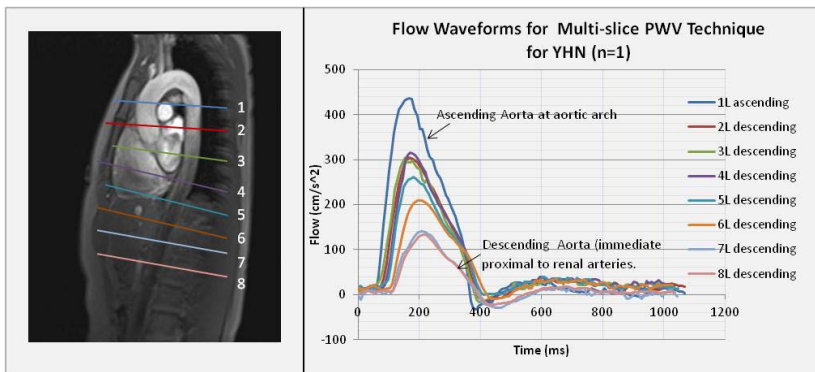 1
2
3
4
5
6
7
8
Flow Waveforms for Multi-slice PWV Technique
for YHN (n=1)
Flow (cm/s^2)
500
400
300
200
100
0
-100
0 200 400 600 800 1000 1200
Time (ms)
Ascending Aorta at aortic arch
Descending Aorta (immediate
proximal to renal arteries.
1L ascending
2L descending
3L descending
4L descending
5L descending
6L descending
7L descending
8L descending